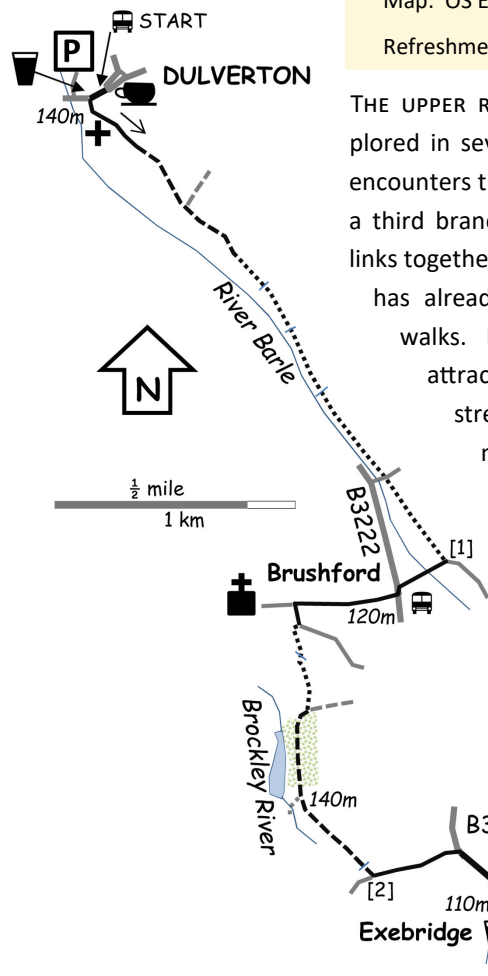 Map: OS E
Refreshme
START
P
DULVERTON
140m
THE UPPER R
plored in sev
encounters t
a third branc
links togethe
has alread
walks.
attrac
stre
River Barle
N
½ mile
1 km
B3222
[1]
Brushford
120m
Brockley River
140m
B3
[2]
110m
Exebridge